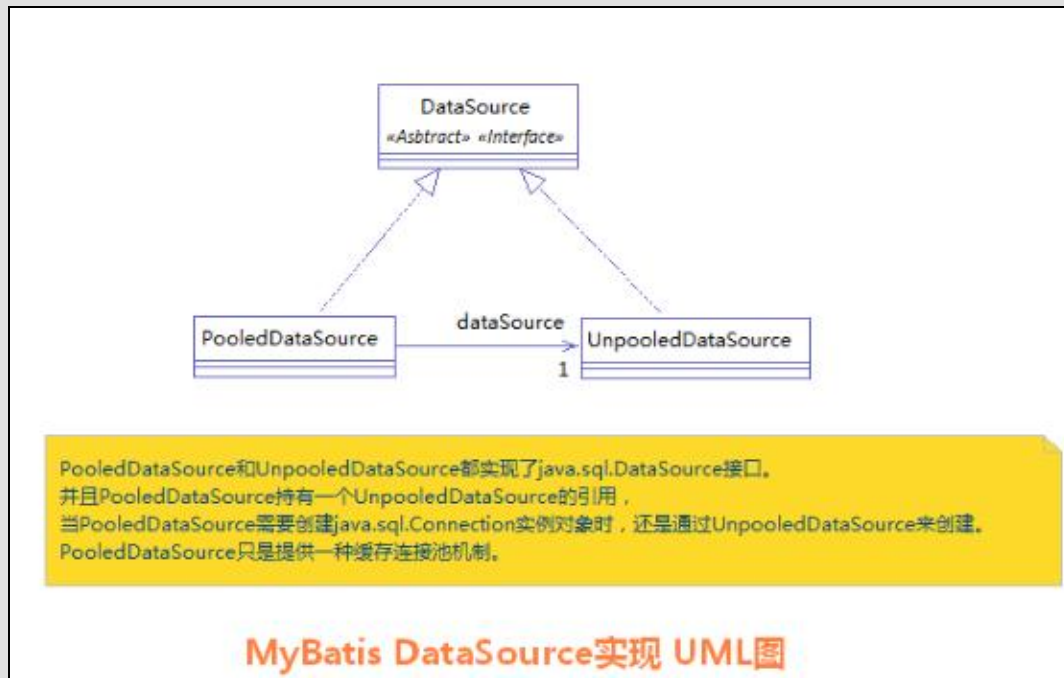 DataSource
«Asbtract» «Interface»
PooledDataSource
dataSource
1
UnpooledDataSource
PooledDataSource和UnpooledDataSource都实现了java.sql.DataSource接口。
并且PooledDataSource持有一个UnpooledDataSource的引用，
当PooledDataSource需要创建java.sql.Connection实例对象时，还是通过UnpooledDataSource来创建。
PooledDataSource只是提供一种缓存连接池机制。
MyBatis DataSource实现 UML图